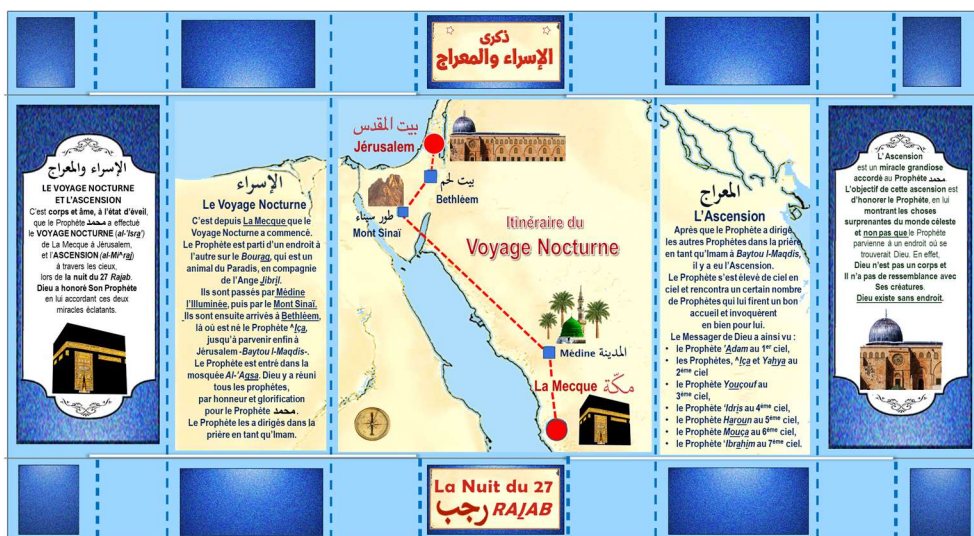 ذكرى
الإسراء والمعراج
الإسراء والمعراج
LE VOYAGE NOCTURNE
ET L'ASCENSION
C'est corps et âme, à l'état d'éveil,
que le Prophète محمد a effectué
le VOYAGE NOCTURNE (al-'Isra')
de La Mecque à Jérusalem,
et l'ASCENSION (al-Mi^raj)
à travers les cieux,
lors de la nuit du 27 Rajab.
Dieu a honoré Son Prophète
en lui accordant ces deux
miracles éclatants.
الإسراء
Le Voyage Nocturne
C'est depuis La Mecque que le
Voyage Nocturne a commencé.
Le Prophète est parti d'un endroit à
l'autre sur le Bouraq, qui est un
animal du Paradis, en compagnie
de l'Ange Jibril.
Ils sont passés par Médine
l'Illuminée, puis par le Mont Sinaï.
Ils sont ensuite arrivés à Bethléem,
là où est né le Prophète ^Iça,
jusqu'à parvenir enfin à
Jérusalem -Baytou l-Maqdis-.
Le Prophète est entré dans la
mosquée Al-'Aqsa. Dieu y a réuni
tous les prophètes,
par honneur et glorification
pour le Prophète محمد.
Le Prophète les a dirigés dans la
prière en tant qu'Imam.
بيت المقدس
Jérusalem
بيت لحم
Bethléem
طور سيناء
Mont Sinaï
Itinéraire du
Voyage Nocturne
Médine المدينة
La Mecque مكة
المعراج
L'Ascension
Après que le Prophète a dirigé
les autres Prophètes dans la prière
en tant qu'Imam à Baytou l-Maqdis,
il y a eu l'Ascension.
Le Prophète s'est élevé de ciel en
ciel et rencontra un certain nombre
de Prophètes qui lui firent un bon
accueil et invoquèrent
en bien pour lui.
Le Messager de Dieu a ainsi vu :
• le Prophète 'Adam au 1er ciel,
• les Prophètes, ^Iça et Yahya au
2ème ciel
• le Prophète Youçouf au
3ème ciel,
• le Prophète 'Idris au 4ème ciel,
• le Prophète Haroun au 5ème ciel,
• le Prophète Mouça au 6ème ciel,
• le Prophète 'Ibrahim au 7ème ciel.
L'Ascension
est un miracle grandiose
accordé au Prophète محمد
L'objectif de cette ascension est
d'honorer le Prophète, en lui
montrant les choses
surprenantes du monde céleste
et non pas que le Prophète
parvienne à un endroit où se
trouverait Dieu. En effet,
Dieu n'est pas un corps et
Il n'a pas de ressemblance avec
Ses créatures.
Dieu existe sans endroit.
La Nuit du 27
RAJAB رجب